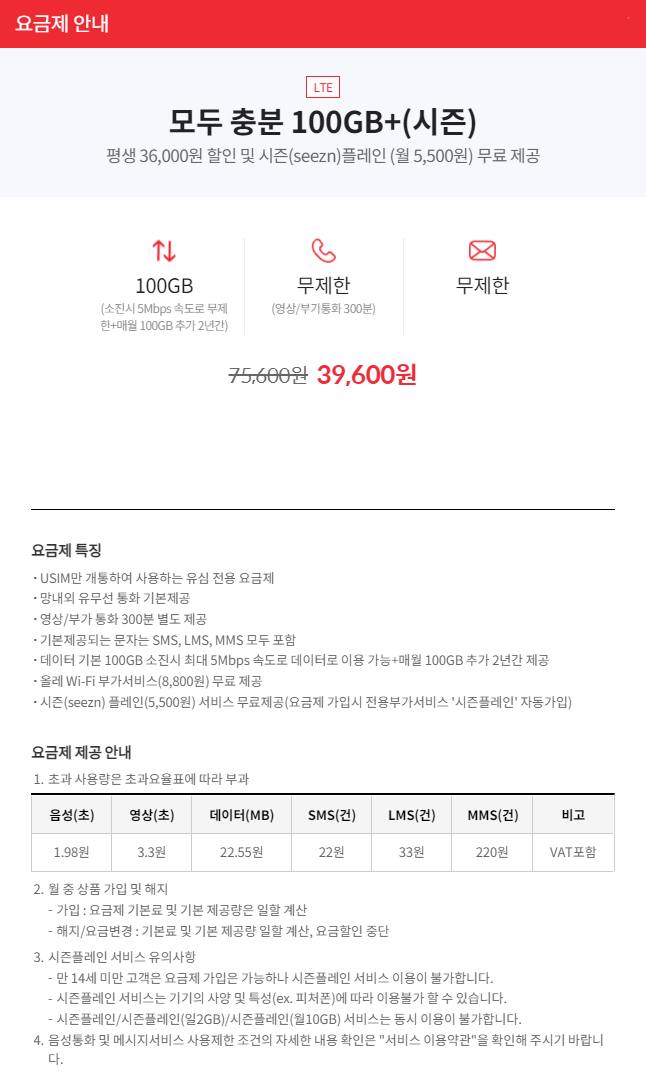 요금제 안내
LTE
모두 충분 100GB+(시즌)
평생 36,000원 할인 및 시즌(seezn)플레인 (월 5,500원) 무료 제공
100GB 무제한 무제한
(소진시 5Mbps 속도로 무제 (영상/부가통화 300분)
한+매월 100GB 추가 2년간)
75,600원 39,600원
요금제 특징
· USIM만 개통하여 사용하는 유심 전용 요금제
· 망내외 유무선 통화 기본제공
· 영상/부가 통화 300분 별도 제공
· 기본제공되는 문자는 SMS, LMS, MMS 모두 포함
· 데이터 기본 100GB 소진시 최대 5Mbps 속도로 데이터로 이용 가능+매월 100GB 추가 2년간 제공
· 올레 Wi-Fi 부가서비스(8,800원) 무료 제공
· 시즌(seezn) 플레인(5,500원) 서비스 무료제공(요금제 가입시 전용부가서비스 '시즌플레인' 자동가입)
요금제 제공 안내
1. 초과 사용량은 초과요율표에 따라 부과
음성(초) 영상(초) 데이터(MB) SMS(건) LMS(건) MMS(건) 비고
1.98원 3.3원 22.55원 22원 33원 220원 VAT포함
2. 월 중 상품 가입 및 해지
- 가입 : 요금제 기본료 및 기본 제공량은 일할 계산
- 해지/요금변경 : 기본료 및 기본 제공량 일할 계산, 요금할인 중단
3. 시즌플레인 서비스 유의사항
- 만 14세 미만 고객은 요금제 가입은 가능하나 시즌플레인 서비스 이용이 불가합니다.
- 시즌플레인 서비스는 기기의 사양 및 특성(ex. 피처폰)에 따라 이용불가 할 수 있습니다.
- 시즌플레인/시즌플레인(일2GB)/시즌플레인(월10GB) 서비스는 동시 이용이 불가합니다.
4. 음성통화 및 메시지서비스 사용제한 조건의 자세한 내용 확인은 "서비스 이용약관"을 확인해 주시기 바랍니
다.